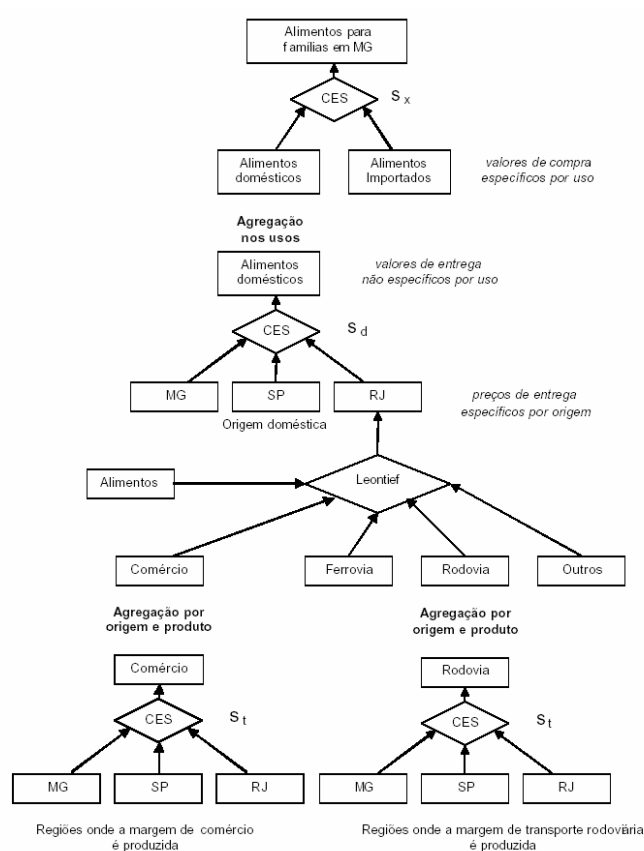 Alimentos para
famílias em MG
CES
S x
Alimentos
domésticos
Alimentos
Importados
valores de compra
específicos por uso
Agregação
nos usos
Alimentos
domésticos
valores de entrega
não específicos por uso
CES
S d
MG
SP
RJ
Origem doméstica
preços de entrega
específicos por origem
Alimentos
Leontief
Comércio
Ferrovia
Rodovia
Outros
Agregação por
origem e produto
Agregação por
origem e produto
Comércio
Rodovia
CES
S t
CES
S t
MG
SP
RJ
MG
SP
RJ
Regiões onde a margem de comércio
é produzida
Regiões onde a margem de transporte rodoviária
é produzida